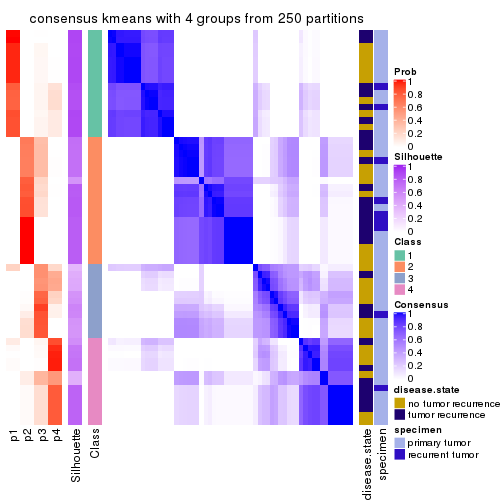 consensus kmeans with 4 groups from 250 partitions
Prob
1
0.8
0.6
0.4
0.2
0
Silhouette
1
0.8
0.6
0.4
0.2
0
Class
1
2
3
4
Consensus
1
0.8
0.6
0.4
0.2
0
disease.state
no tumor recurrence
tumor recurrence
specimen
primary tumor
recurrent tumor
p1
p2
p3
p4
Silhouette
Class
disease.state
specimen